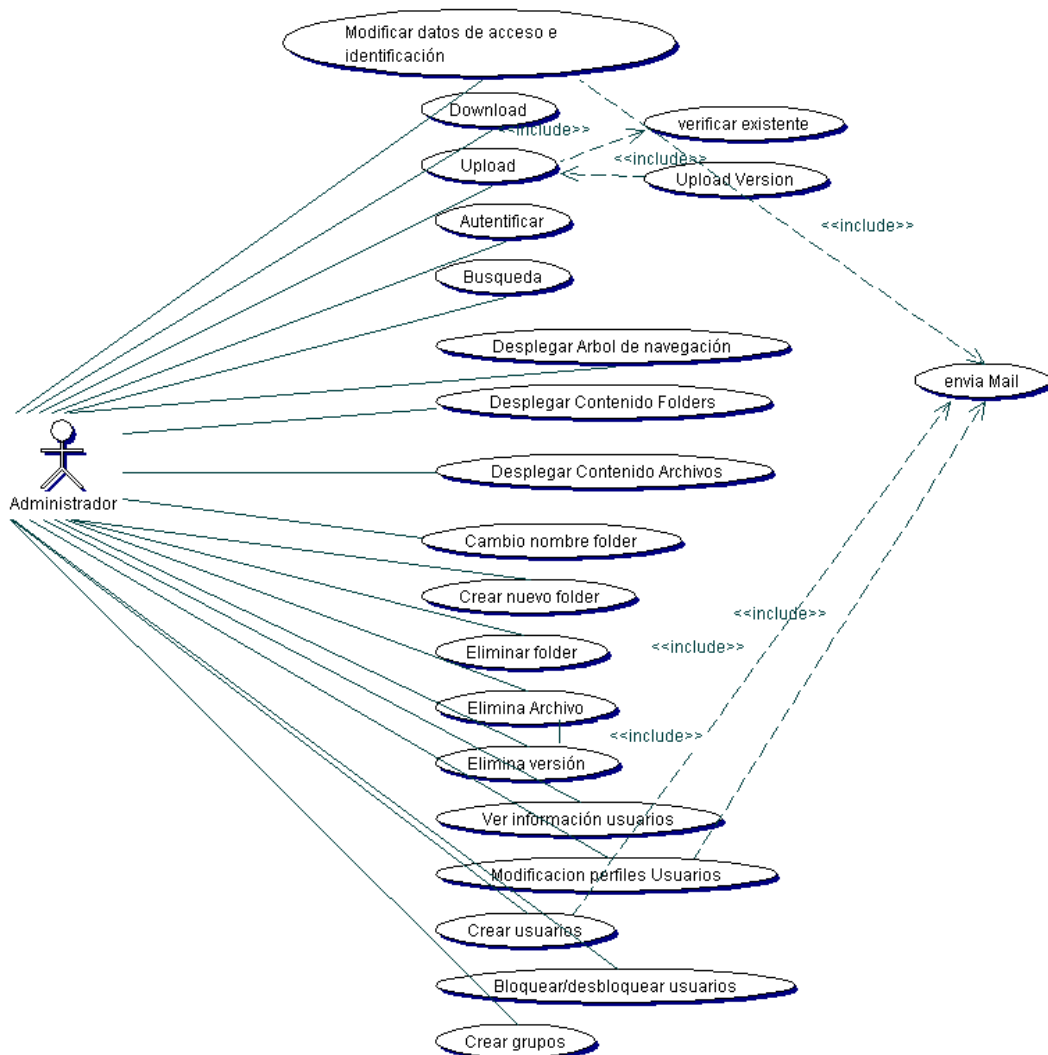 Modificar datos de acceso e
identificación
Download
<<include>>
verificar existente
Upload
<<include>>
Upload Version
Autentificar
<<include>>
Busqueda
Desplegar Arbol de navegación
envia Mail
Desplegar Contenido Folders
Desplegar Contenido Archivos
Administrador
Cambio nombre folder
Crear nuevo folder
<<include>>
Eliminar folder
<<include>>
Elimina Archivo
<<include>>
Elimina versión
Ver información usuarios
Modificacion perfiles Usuarios
Crear usuarios
Bloquear/desbloquear usuarios
Crear grupos